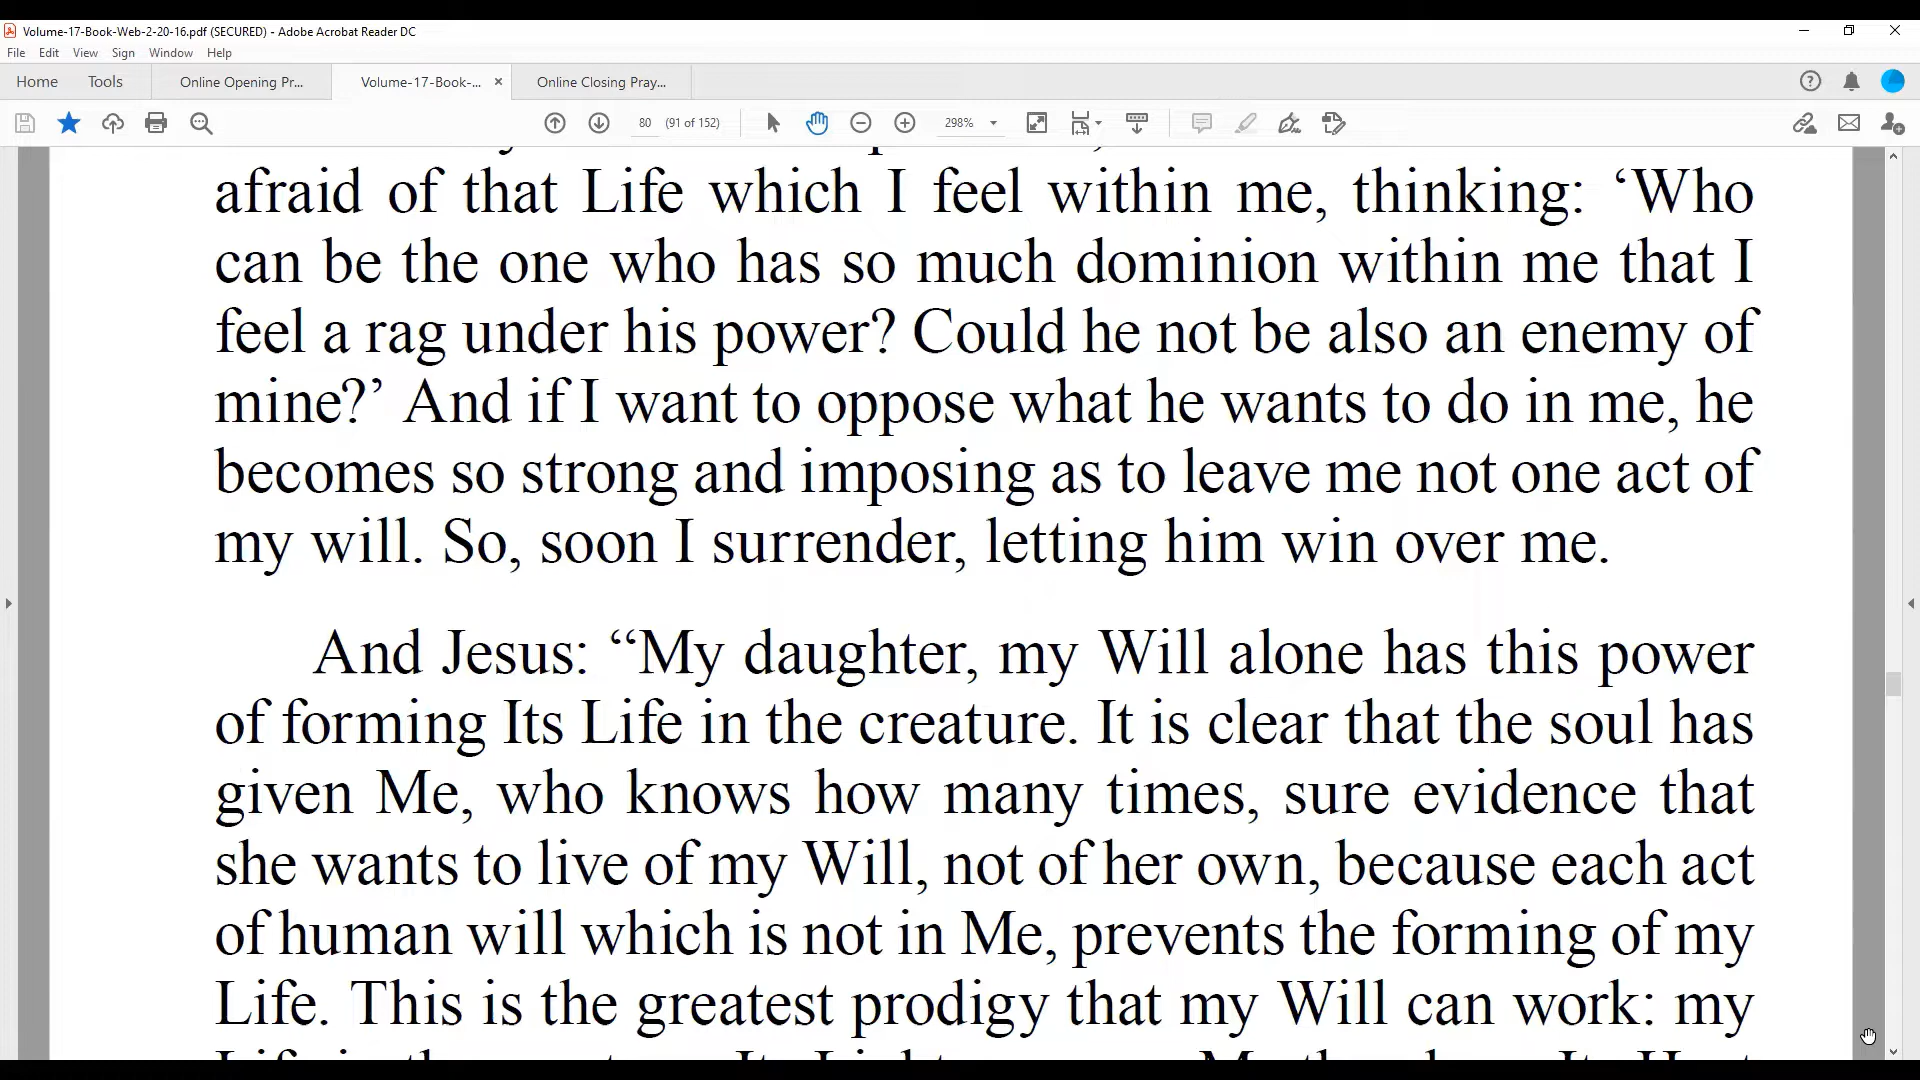 Volume-17-Book-Web-2-20-16.pdf (SECURED) - Adobe Acrobat Reader DC
File Edit View Sign Window Help
Home Tools Online Opening Pr... Volume-17-Book-... × Online Closing Pray...
80 (91 of 152) 298%
afraid of that Life which I feel within me, thinking: ‘Who
can be the one who has so much dominion within me that I
feel a rag under his power? Could he not be also an enemy of
mine?’ And if I want to oppose what he wants to do in me, he
becomes so strong and imposing as to leave me not one act of
my will. So, soon I surrender, letting him win over me.
And Jesus: “My daughter, my Will alone has this power
of forming Its Life in the creature. It is clear that the soul has
given Me, who knows how many times, sure evidence that
she wants to live of my Will, not of her own, because each act
of human will which is not in Me, prevents the forming of my
Life. This is the greatest prodigy that my Will can work: my